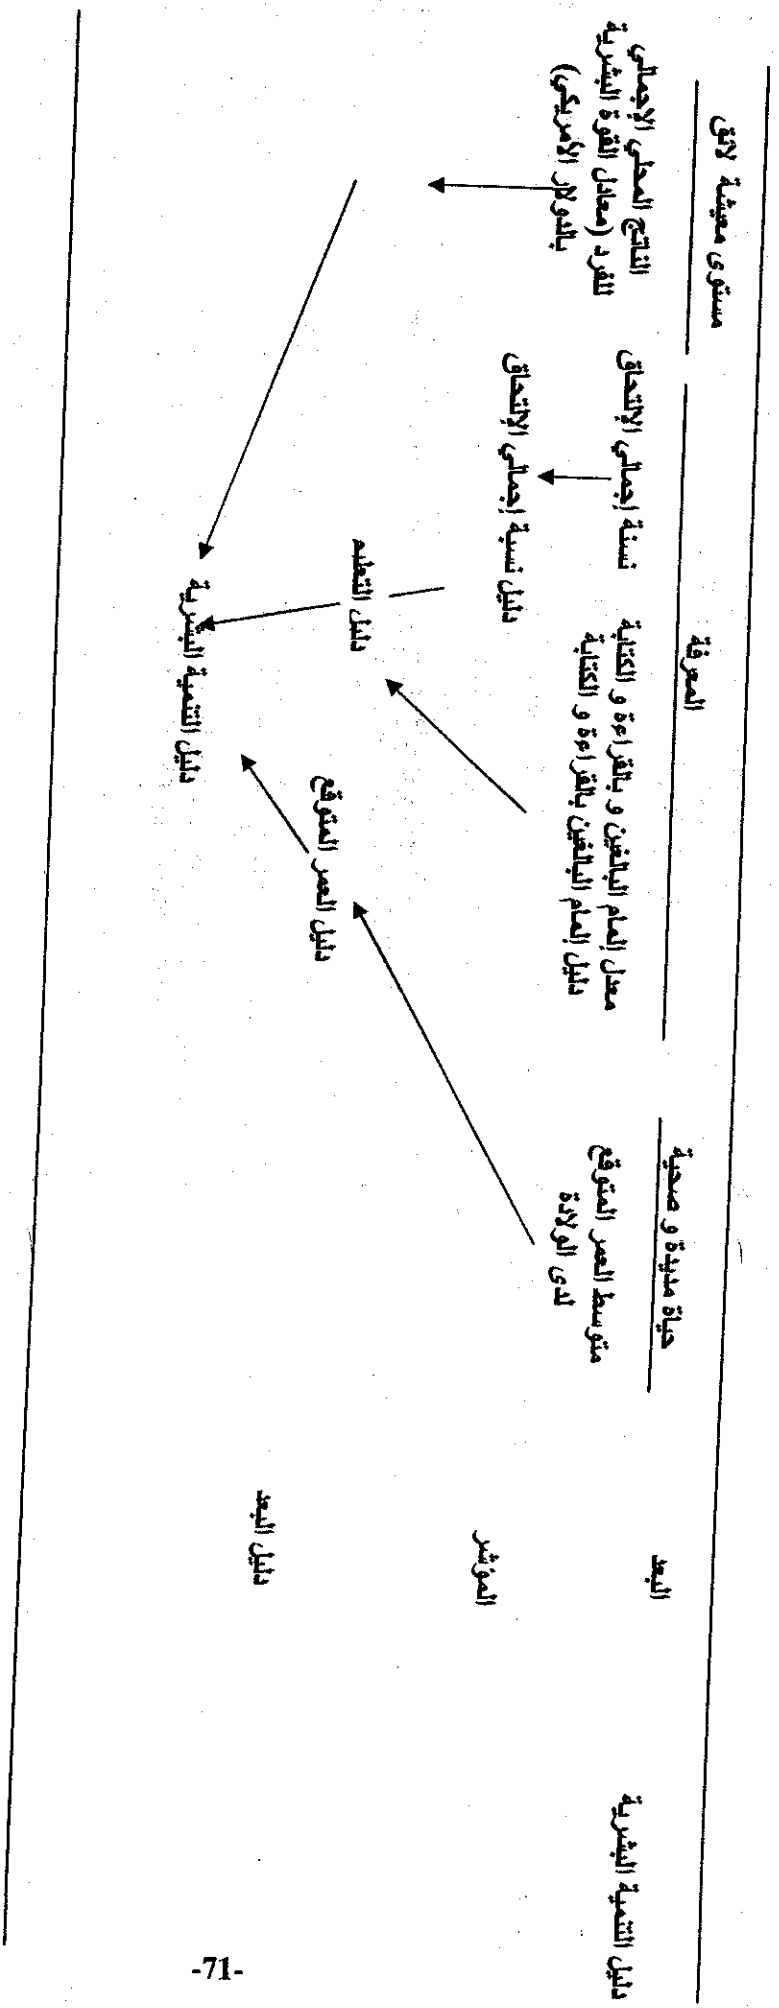 دليل التنمية البشرية
البعد
حياة مديدة و صحية
المعرفة
مستوى معيشة لائق
المؤشر
متوسط العمر المتوقع
لدى الولادة
معدل إلمام البالغين و بالقراءة و الكتابة
دليل إلمام البالغين بالقراءة و الكتابة
نسنة إجمالي الإلتحاق
دليل نسبة إجمالي الإلتحاق
الناتج المحلي الإجمالي
للفرد (معادل القوة البشرية
بالدولار الأمريكي)
دليل البعد
دليل العمر المتوقع
دليل التعليم
دليل التنمية البشرية
-71-